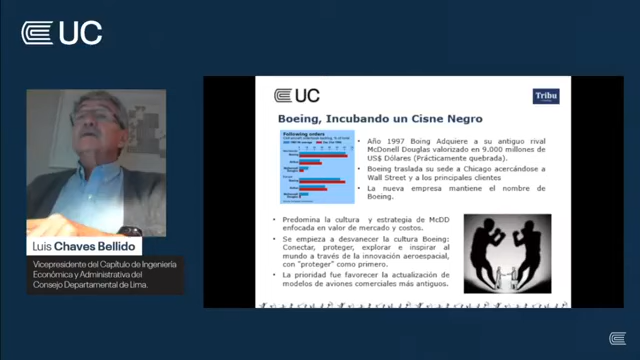 UC
UC
Tribu
Boeing, Incubando un Cisne Negro
Following orders
Boeing
Airbus
Boeing
Airbus
Año 1997 Boing Adquiere a su antiguo rival
McDonell Douglas valorizado en 9.000 millones de
US$ Dólares (Prácticamente quebrada).
Boeing traslada su sede a Chicago acercándose a
Wall Street y a los principales clientes
La nueva empresa mantiene el nombre de
Boeing.
Predomina la cultura y estrategia de McDD
enfocada en valor de mercado y costos.
Se empieza a desvanecer la cultura Boeing:
Conectar, proteger, explorar e inspirar al
mundo a través de la innovación aeroespacial,
con "proteger" como primero.
La prioridad fue favorecer la actualización de
modelos de aviones comerciales más antiguos.
Luis Chaves Bellido
Vicepresidente del Capítulo de Ingeniería
Económica y Administrativa del
Consejo Departamental de Lima.